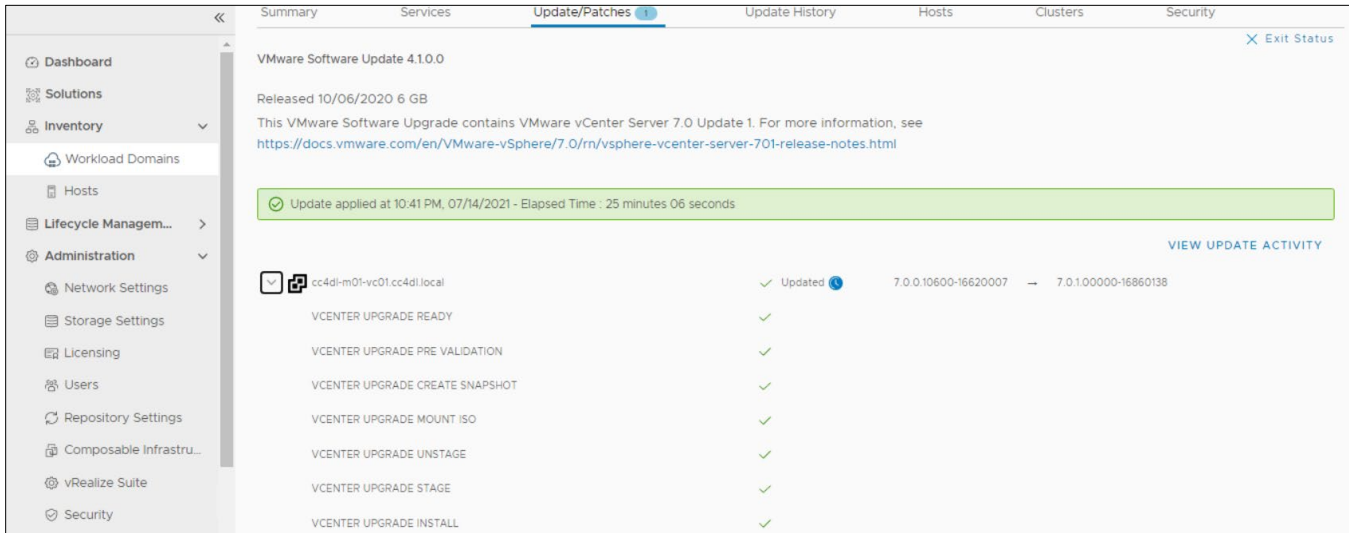 «
Summary Services Update/Patches 1 Update History Hosts Clusters Security
Exit Status
Dashboard
Solutions
Inventory
Workload Domains
Hosts
Lifecycle Managem...
Administration
Network Settings
Storage Settings
Licensing
Users
Repository Settings
Composable Infrastru...
vRealize Suite
Security
VMware Software Update 4.1.0.0
Released 10/06/2020 6 GB
This VMware Software Upgrade contains VMware vCenter Server 7.0 Update 1. For more information, see
https://docs.vmware.com/en/VMware-vSphere/7.0/rn/vsphere-vcenter-server-701-release-notes.html
Update applied at 10:41 PM, 07/14/2021 - Elapsed Time : 25 minutes 06 seconds
VIEW UPDATE ACTIVITY
cc4dl-m01-vc01.cc4dl.local Updated 7.0.0.10600-16620007 → 7.0.1.00000-16860138
VCENTER UPGRADE READY
VCENTER UPGRADE PRE VALIDATION
VCENTER UPGRADE CREATE SNAPSHOT
VCENTER UPGRADE MOUNT ISO
VCENTER UPGRADE UNSTAGE
VCENTER UPGRADE STAGE
VCENTER UPGRADE INSTALL